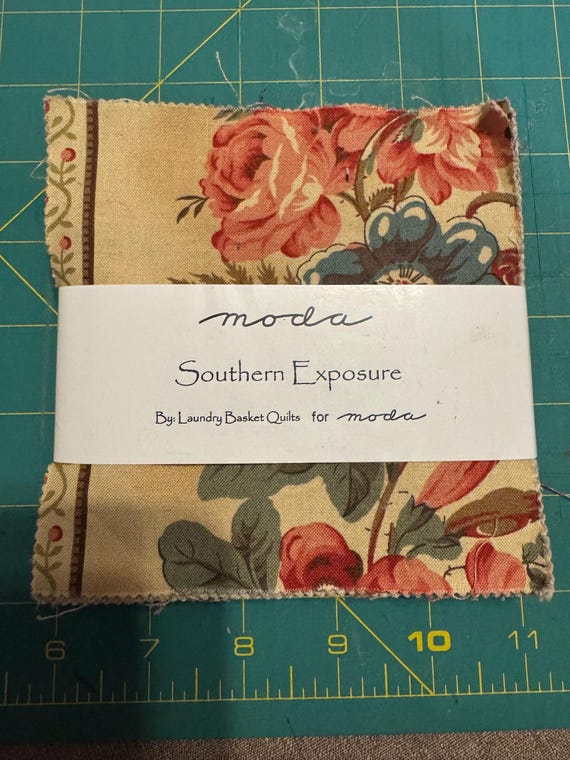 moda
Southern Exposure
By: Laundry Basket Quilts for moda
6 7 8 9 10 11